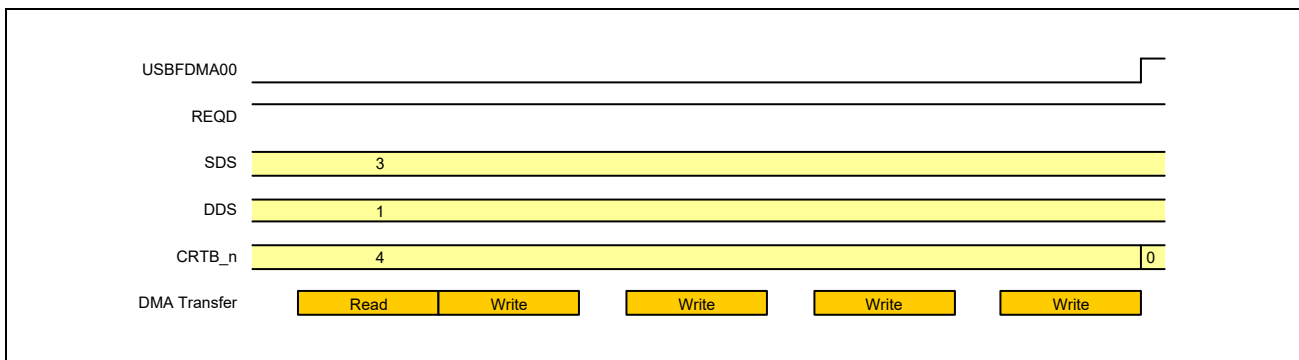 USBFDMA00
REQD
SDS 3
DDS 1
CRTB_n 4 0
DMA Transfer Read Write Write Write Write